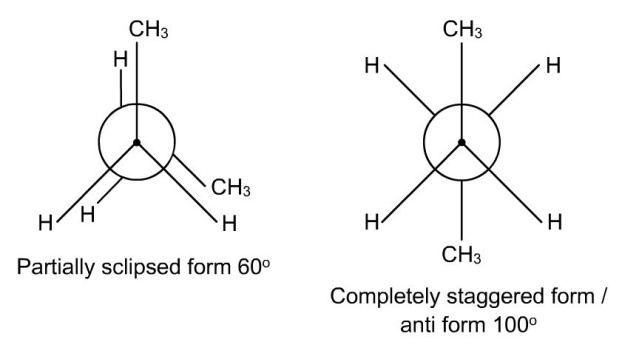 CH₃
H
CH₃
H
H
H
Partially sclipsed form 60º
CH₃
H
H
H
H
CH₃
Completely staggered form /
anti form 100º